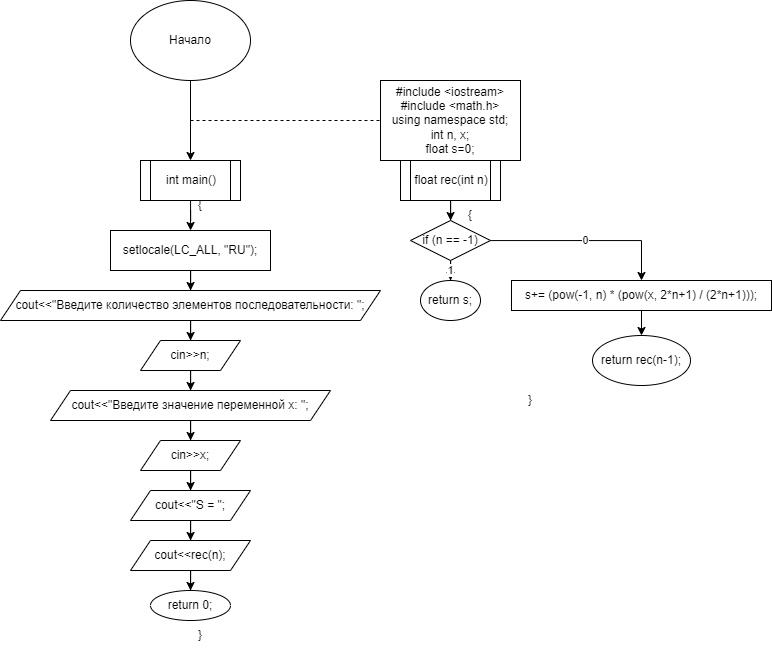 Начало
#include <iostream>
#include <math.h>
using namespace std;
int n, x;
float s=0;
int main()
{
setlocale(LC_ALL, "RU");
cout<<"Введите количество элементов последовательности: ";
cin>>n;
cout<<"Введите значение переменной x: ";
cin>>x;
cout<<"S = ";
cout<<rec(n);
return 0;
}
float rec(int n)
{
if (n == -1)
0
1
return s;
s+= (pow(-1, n) * (pow(x, 2*n+1) / (2*n+1)));
return rec(n-1);
}